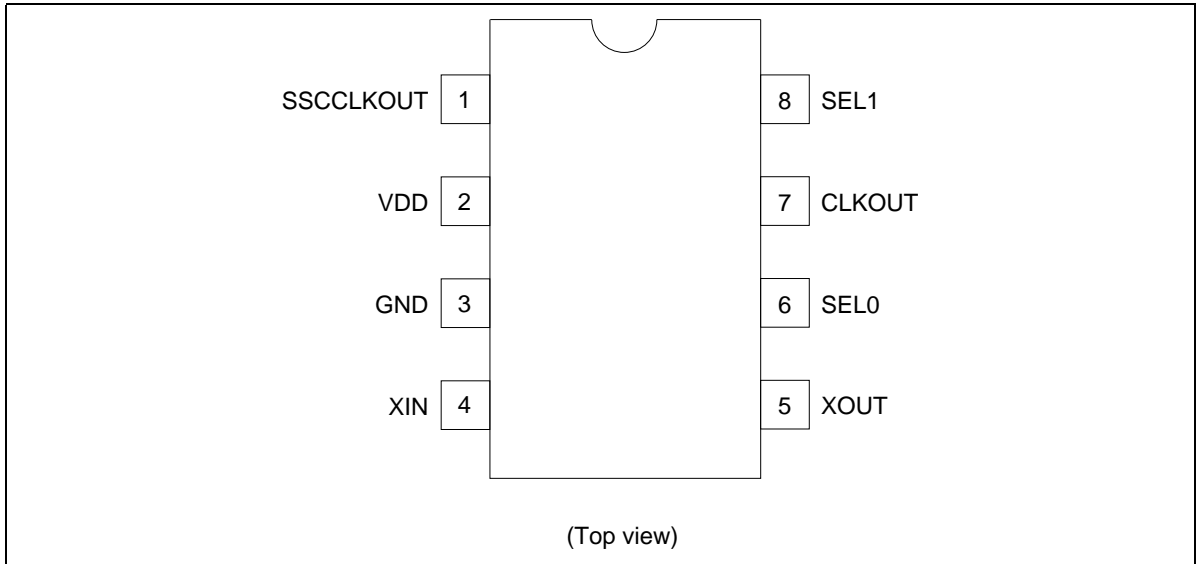 SSCCLKOUT 1 8 SEL1
VDD 2 7 CLKOUT
GND 3 6 SEL0
XIN 4 5 XOUT
(Top view)